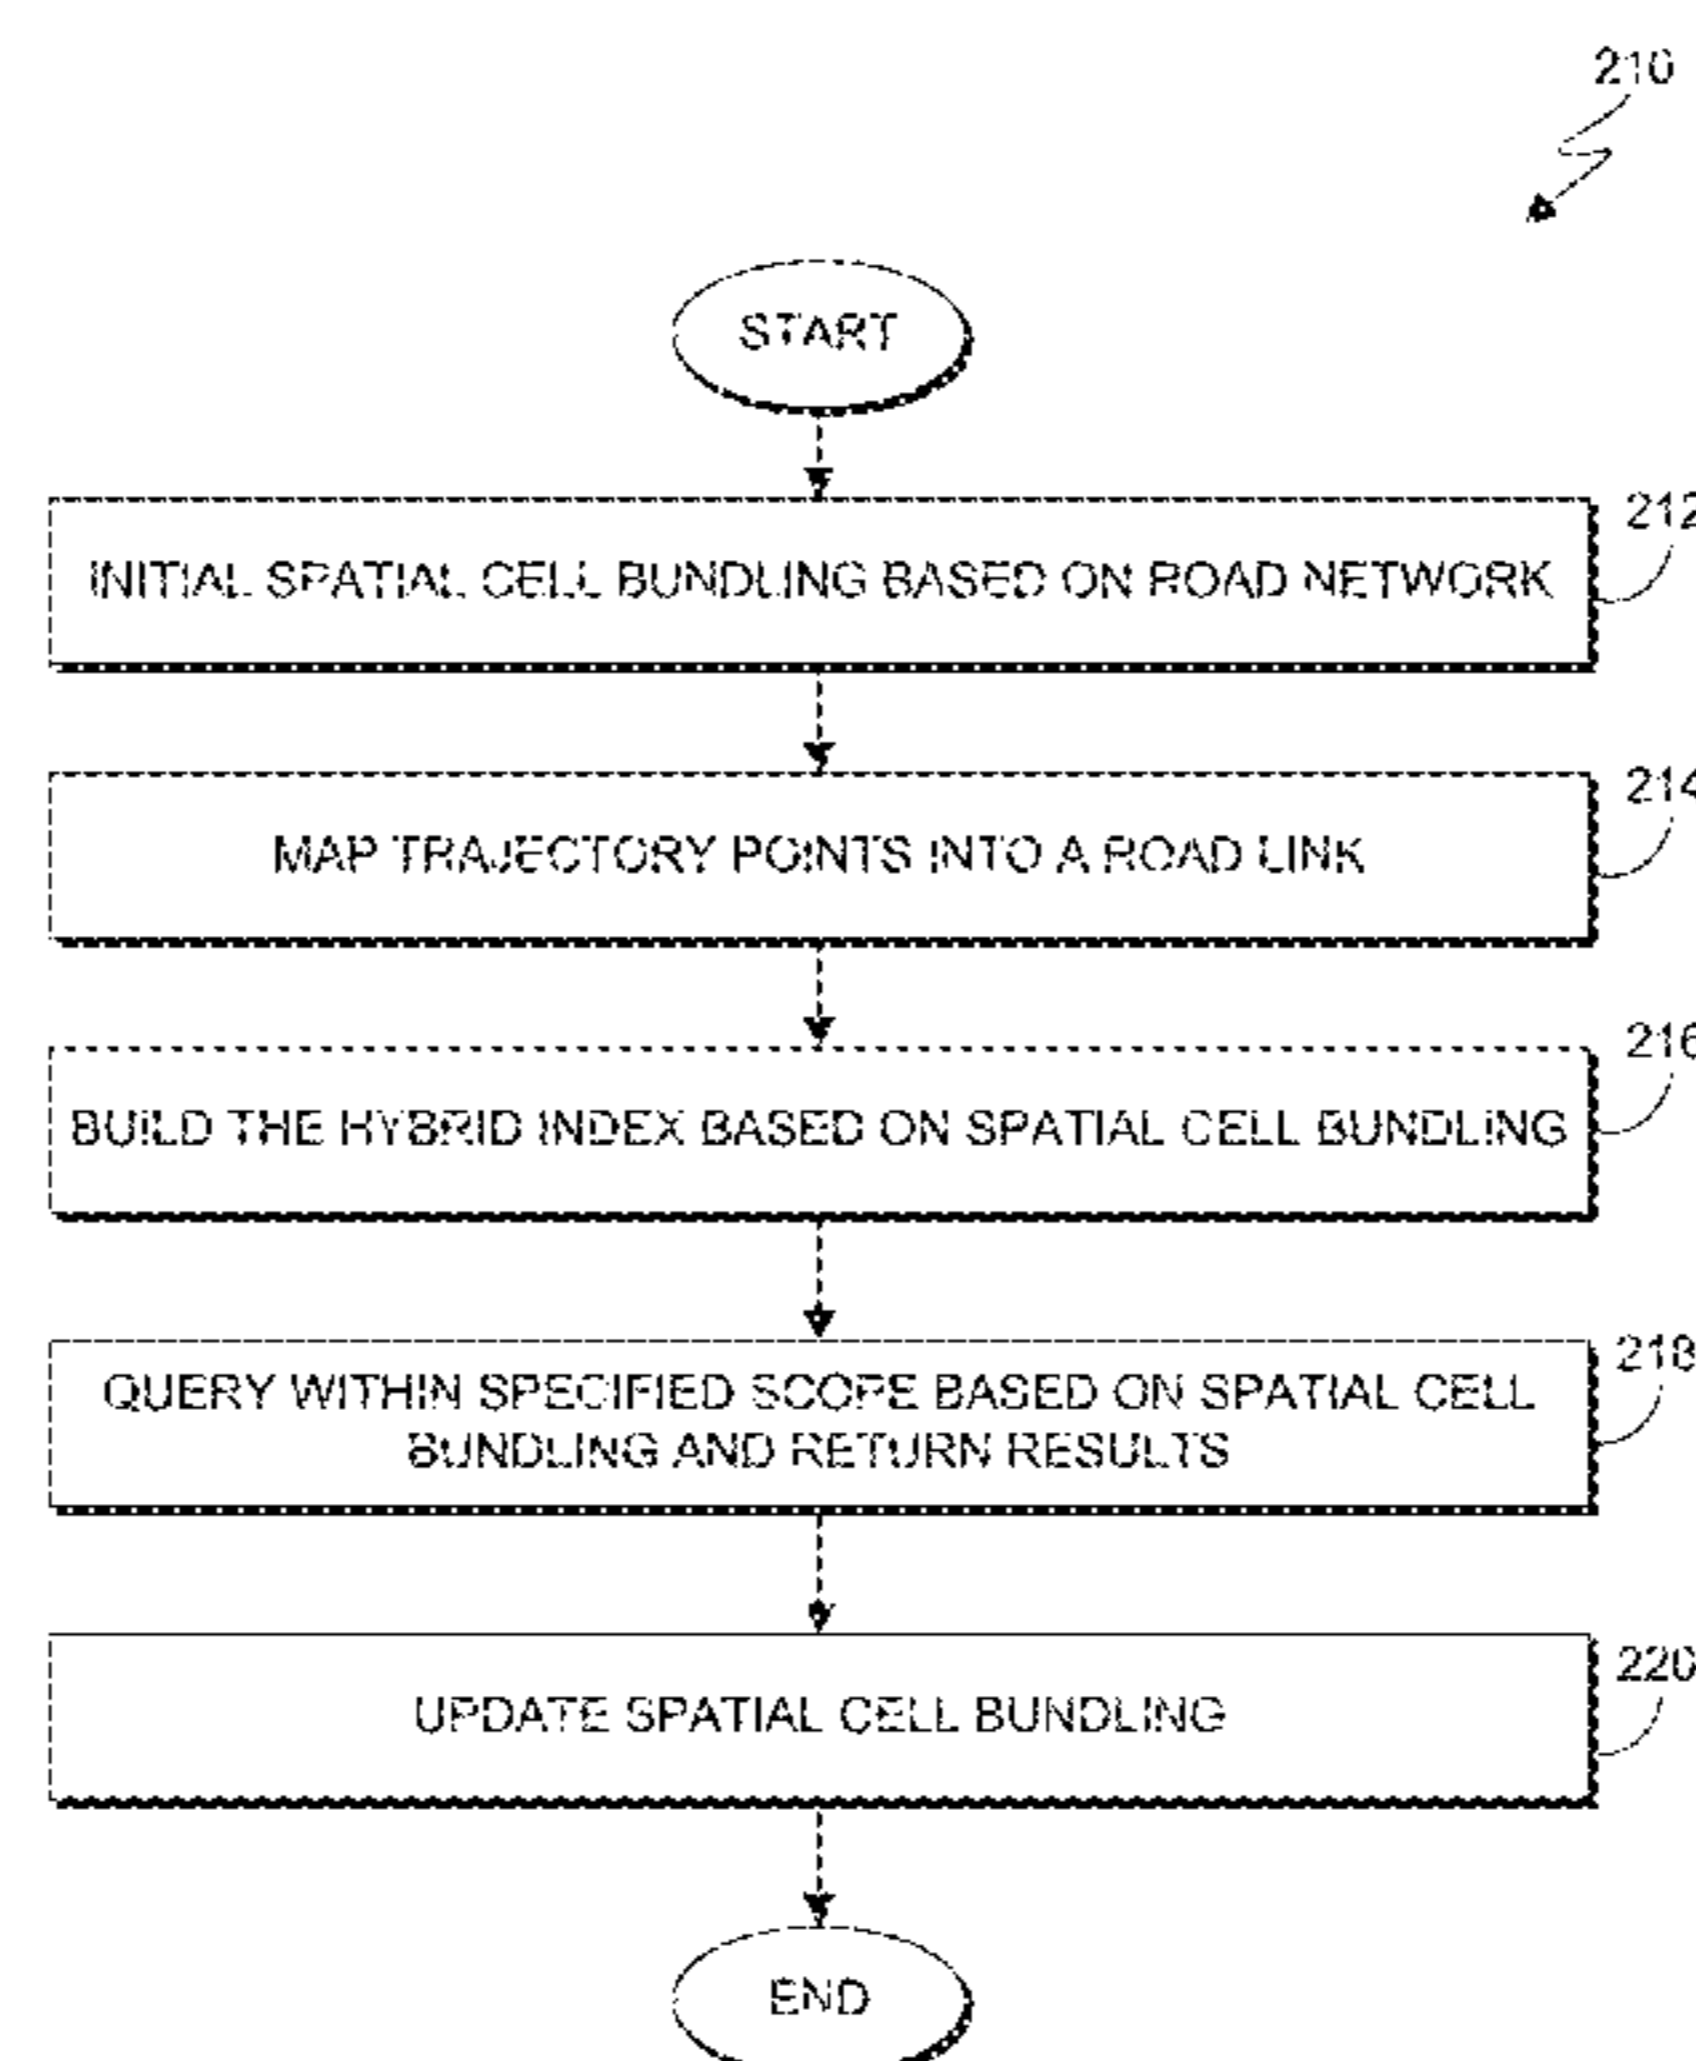 210
START
212
INITIAL SPATIAL CELL BUNDLING BASED ON ROAD NETWORK
214
MAP TRAJECTORY POINTS INTO A ROAD LINK
216
BUILD THE HYBRID INDEX BASED ON SPATIAL CELL BUNDLING
218
QUERY WITHIN SPECIFIED SCOPE BASED ON SPATIAL CELL
BUNDLING AND RETURN RESULTS
220
UPDATE SPATIAL CELL BUNDLING
END